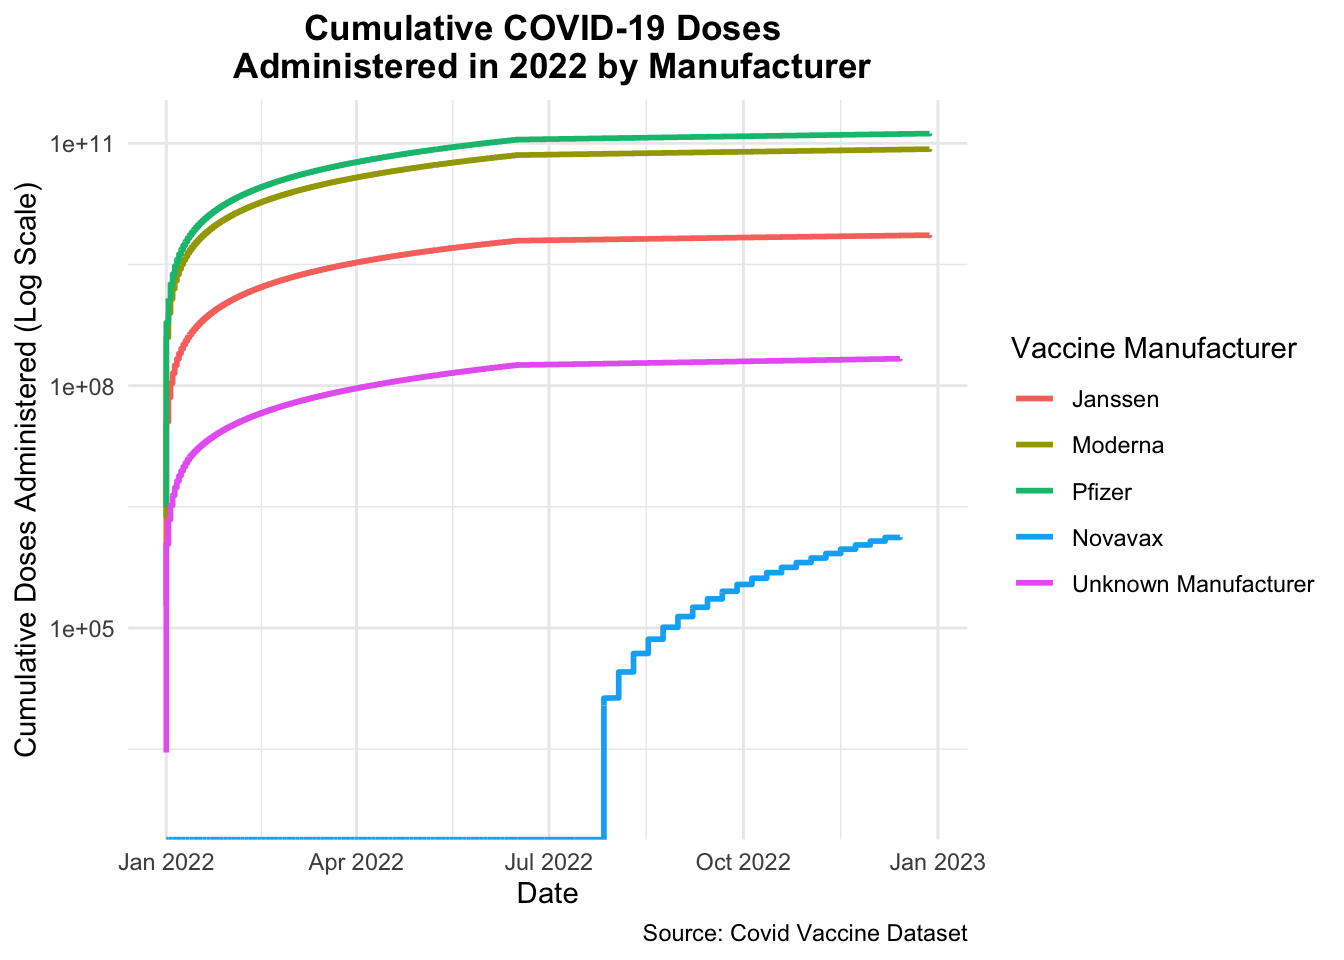 Cumulative COVID-19 Doses
Administered in 2022 by Manufacturer
Cumulative Doses Administered (Log Scale)
1e+11
1e+08
1e+05
Jan 2022
Apr 2022
Jul 2022
Oct 2022
Jan 2023
Date
Vaccine Manufacturer
Janssen
Moderna
Pfizer
Novavax
Unknown Manufacturer
Source: Covid Vaccine Dataset